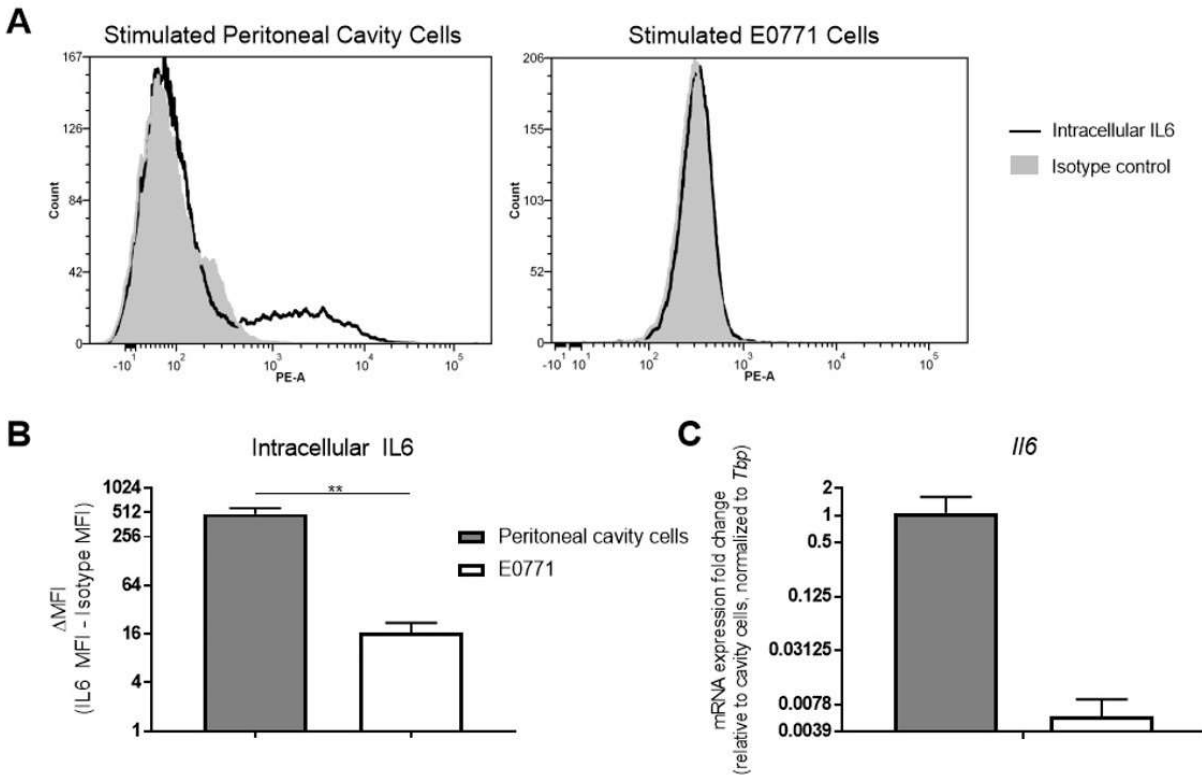 A
Stimulated Peritoneal Cavity Cells
167
126
84
42
0
Count
-10¹ 10² 10³ 10⁴ 10⁵
PE-A
Stimulated E0771 Cells
206
155
103
52
0
Count
-10¹ 10¹ 10² 10³ 10⁴ 10⁵
PE-A
Intracellular IL6
Isotype control
B
Intracellular IL6
1024
512
256
64
16
4
1
ΔMFI
(IL6 MFI - Isotype MFI)
**
Peritoneal cavity cells
E0771
C
Il6
2
1
0.5
0.125
0.03125
0.0078
0.0039
mRNA expression fold change
(relative to cavity cells, normalized to Tbp)